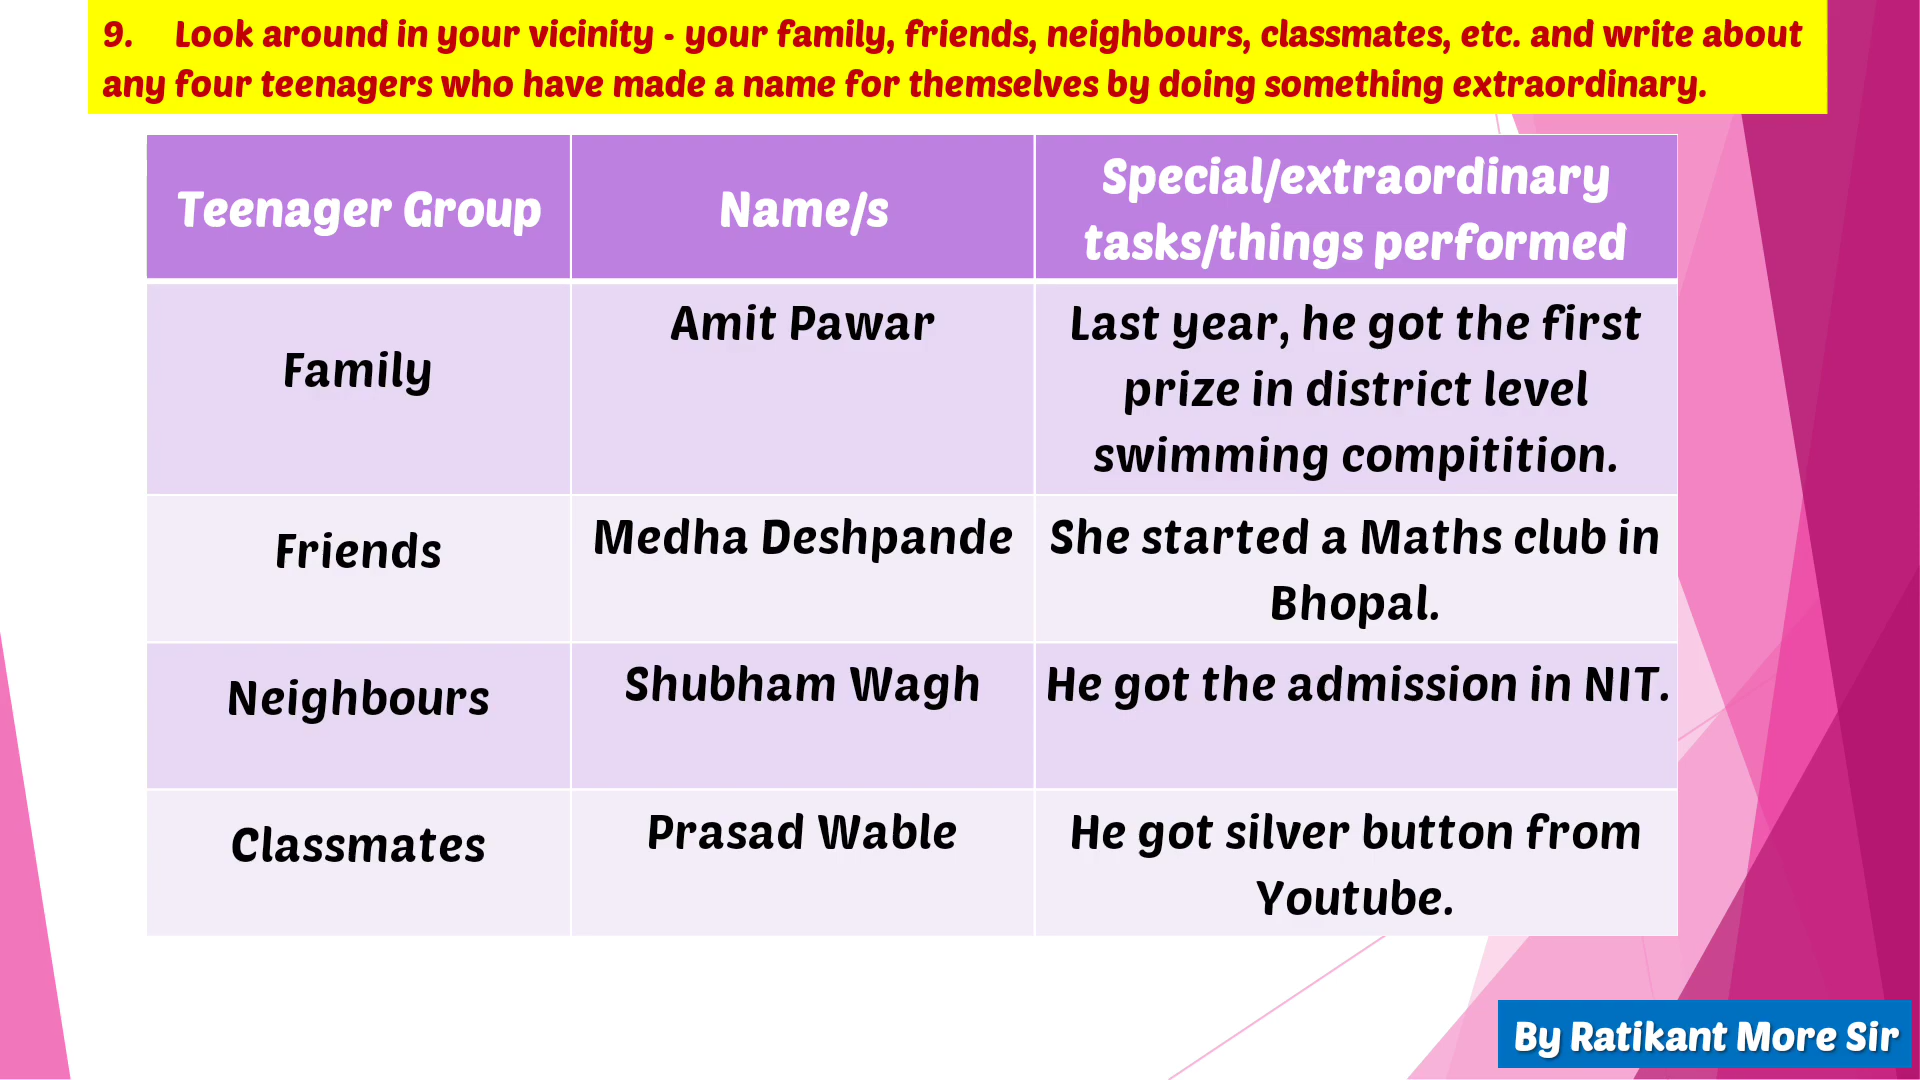 9. Look around in your vicinity - your family, friends, neighbours, classmates, etc. and write about
any four teenagers who have made a name for themselves by doing something extraordinary.
Teenager Group
Name/s
Special/extraordinary
tasks/things performed
Family
Amit Pawar
Last year, he got the first
prize in district level
swimming compitition.
Friends
Medha Deshpande
She started a Maths club in
Bhopal.
Neighbours
Shubham Wagh
He got the admission in NIT.
Classmates
Prasad Wable
He got silver button from
Youtube.
By Ratikant More Sir